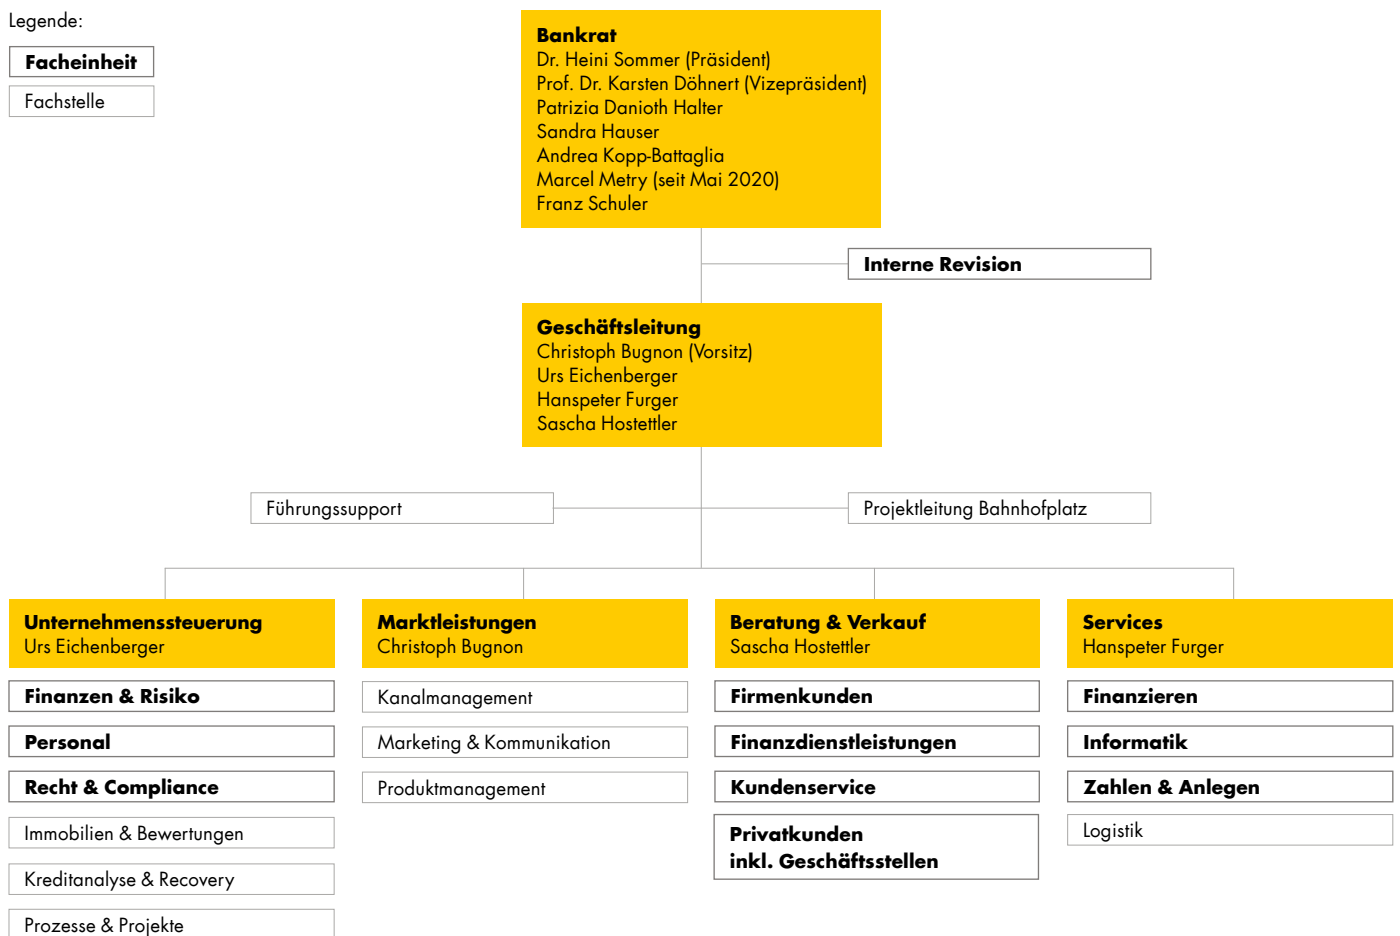 Legende:
Facheinheit
Fachstelle
Bankrat
Dr. Heini Sommer (Präsident)
Prof. Dr. Karsten Döhnert (Vizepräsident)
Patrizia Danioth Halter
Sandra Hauser
Andrea Kopp-Battaglia
Marcel Metry (seit Mai 2020)
Franz Schuler
Interne Revision
Geschäftsleitung
Christoph Bugnon (Vorsitz)
Urs Eichenberger
Hanspeter Furger
Sascha Hostettler
Führungssupport
Projektleitung Bahnhofplatz
Unternehmenssteuerung
Urs Eichenberger
Finanzen & Risiko
Personal
Recht & Compliance
Immobilien & Bewertungen
Kreditanalyse & Recovery
Prozesse & Projekte
Marktleistungen
Christoph Bugnon
Kanalmanagement
Marketing & Kommunikation
Produktmanagement
Beratung & Verkauf
Sascha Hostettler
Firmenkunden
Finanzdienstleistungen
Kundenservice
Privatkunden
inkl. Geschäftsstellen
Services
Hanspeter Furger
Finanzieren
Informatik
Zahlen & Anlegen
Logistik